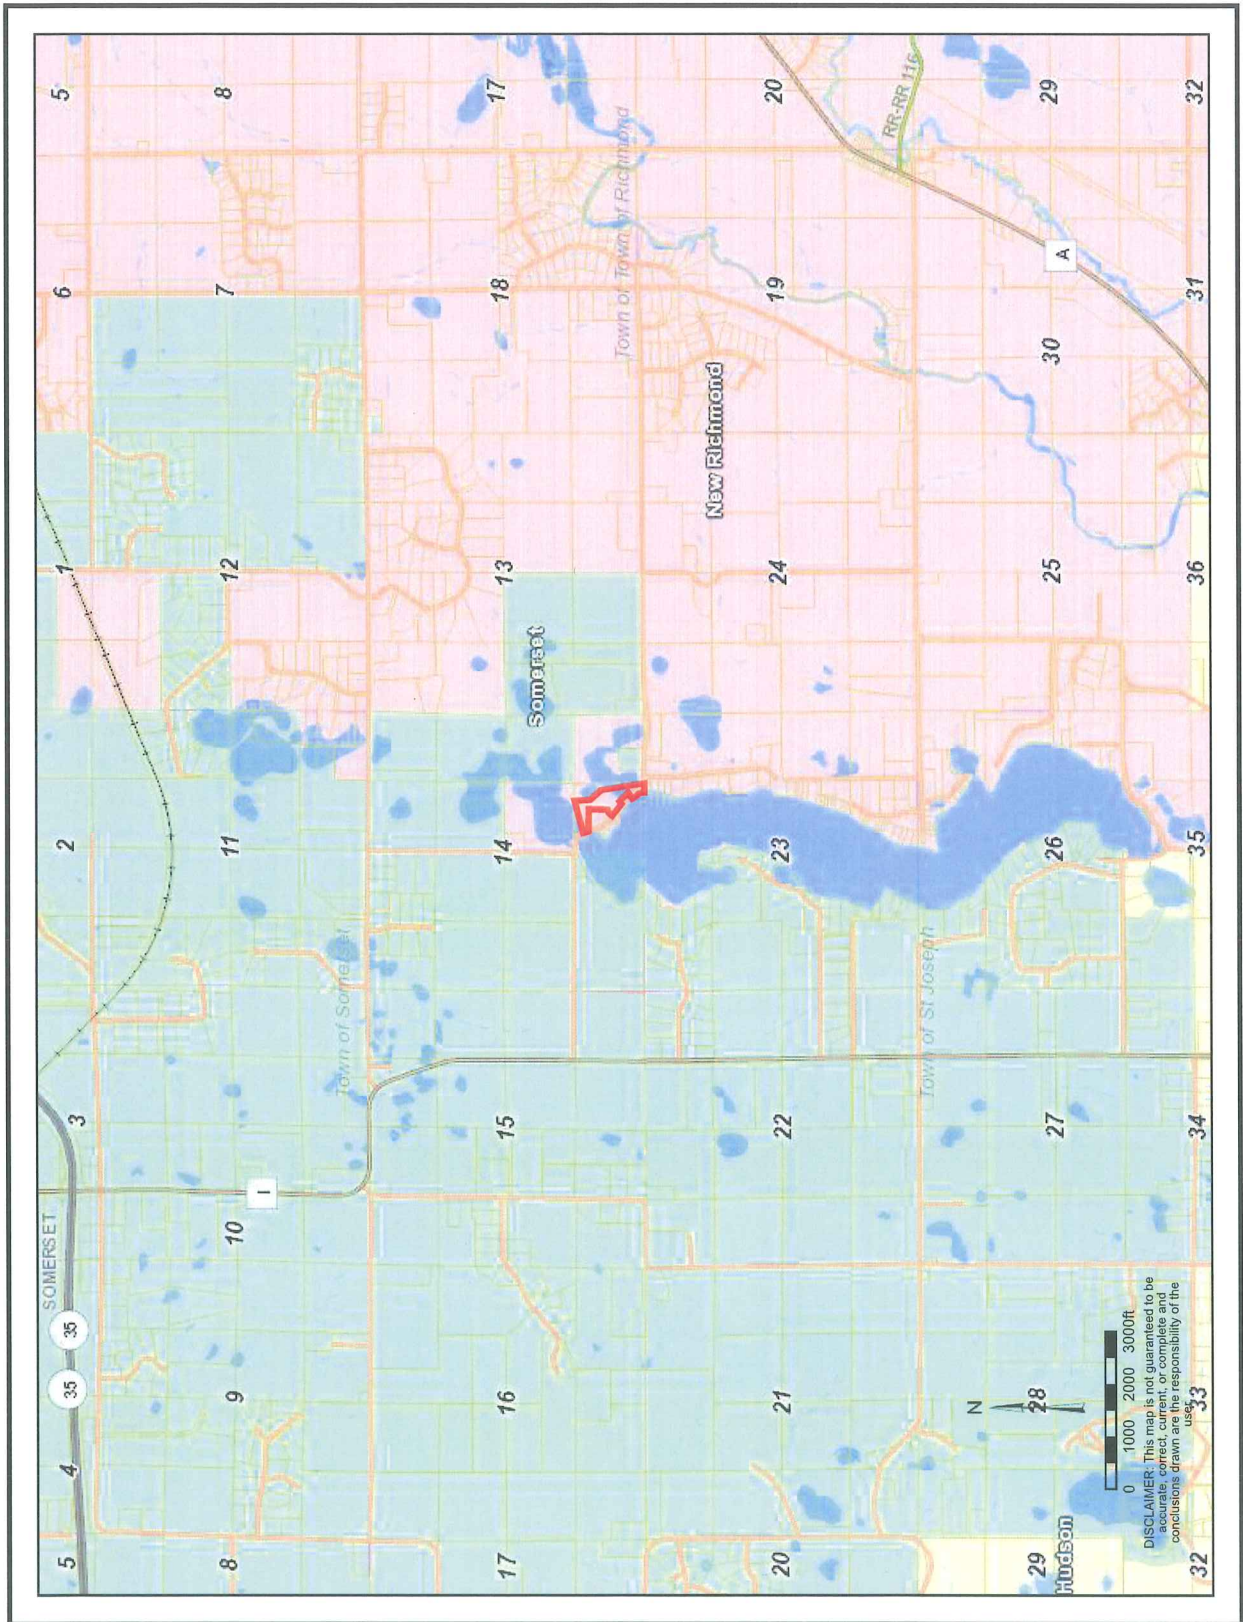 SOMERSET
5 4 35 35 3 2 1 6 5
8 9 10 11 12 7 8
I
Town of Somerset
17 16 15 14 13 18 17
Somerset
Town of Town of Richmond
New Richmond
20 21 22 23 24 19 20
RR-RR 116
Town of St Joseph
N
29 28 27 26 25 30 29
A
Hudson
0 1000 2000 3000ft
DISCLAIMER: This map is not guaranteed to be
accurate, correct, current, or complete and
conclusions drawn are the responsibility of the
user.
32 33 34 35 36 31 32